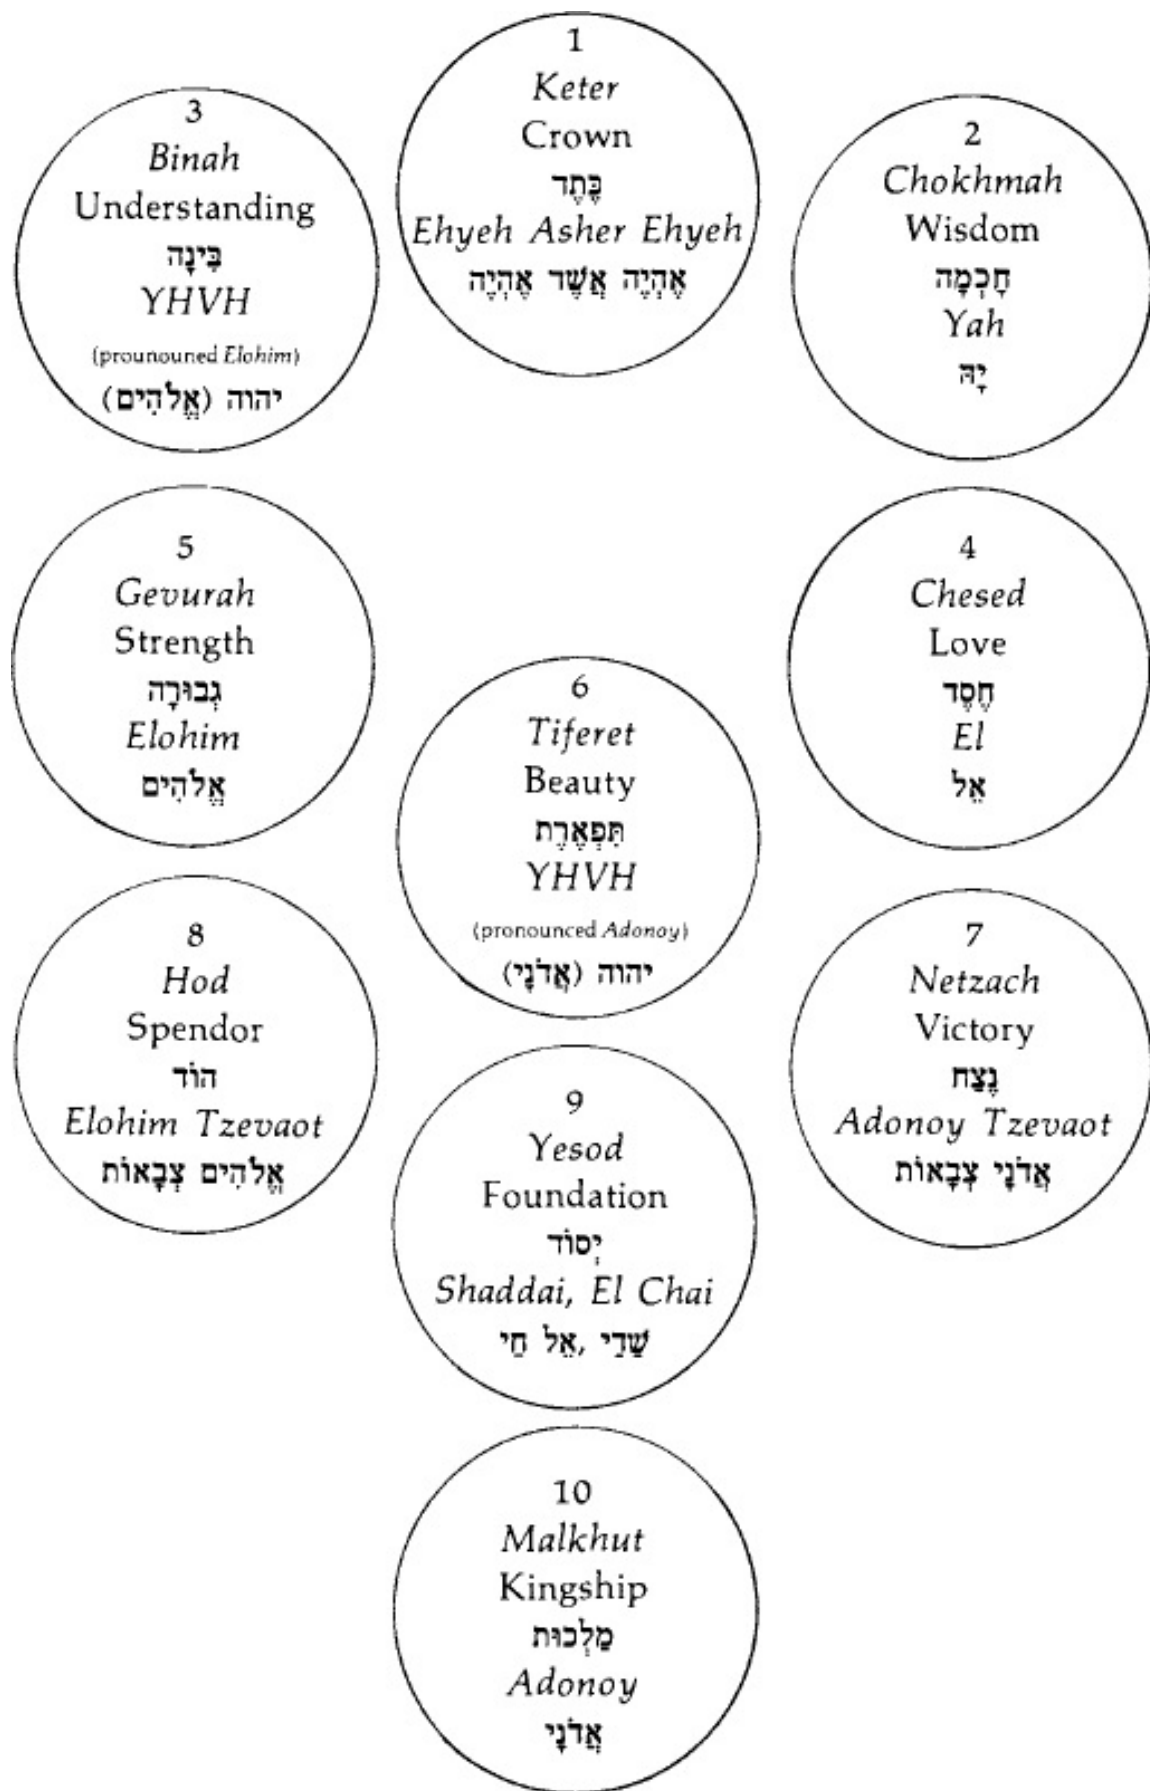 1
Keter
Crown
כָּתֶד
Ehyeh Asher Ehyeh
אֶהְיֶה אֲשֶׁר אֶהְיֶה
2
Chokhmah
Wisdom
חָכְמָה
Yah
יָהּ
3
Binah
Understanding
בִּינָה
YHVH
(prounouned Elohim)
יהוה (אֱלֹהִים)
4
Chesed
Love
חֶסֶד
El
אֵל
5
Gevurah
Strength
גְבוּרָה
Elohim
אֱלֹהִים
6
Tiferet
Beauty
תִּפְאֶרֶת
YHVH
(pronounced Adonoy)
יהוה (אֲדֹנָי)
7
Netzach
Victory
נֶצַח
Adonoy Tzevaot
אֲדֹנָי צְבָאוֹת
8
Hod
Spendor
הוֹד
Elohim Tzevaot
אֱלֹהִים צְבָאוֹת
9
Yesod
Foundation
יְסוֹד
Shaddai, El Chai
שַׁדַי, אֵל חַי
10
Malkhut
Kingship
מַלְכוּת
Adonoy
אֲדֹנָי